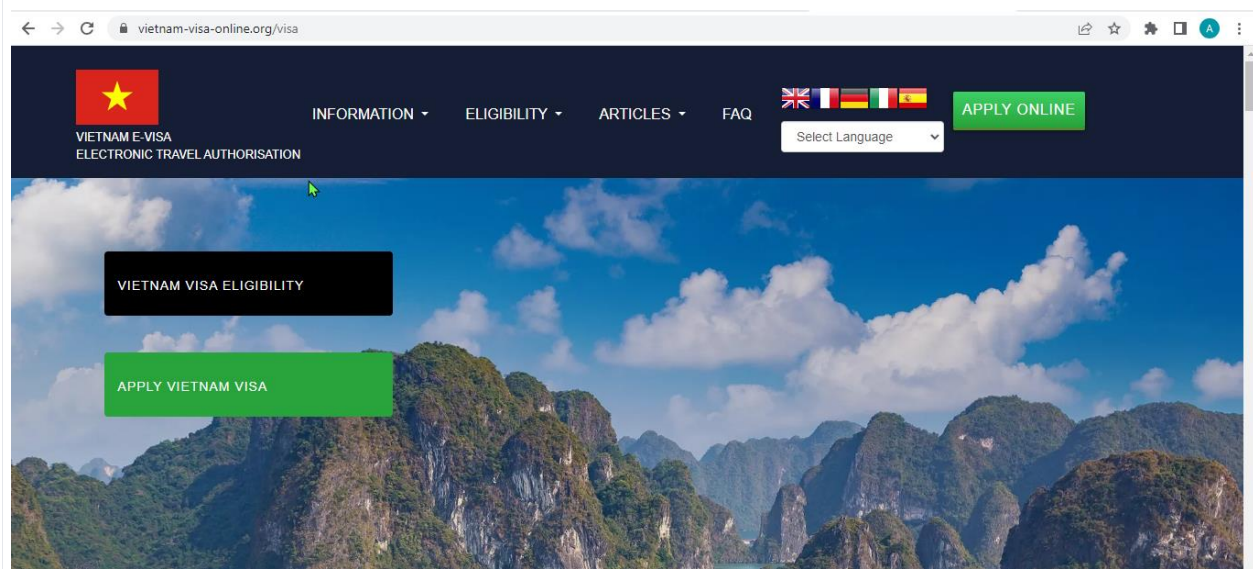 vietnam-visa-online.org/visa
A
VIETNAM E-VISA
ELECTRONIC TRAVEL AUTHORISATION
INFORMATION
ELIGIBILITY
ARTICLES
FAQ
Select Language
APPLY ONLINE
VIETNAM VISA ELIGIBILITY
APPLY VIETNAM VISA